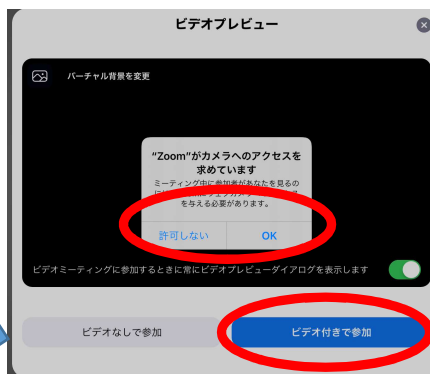 ビデオプレビュー
バーチャル背景を変更
"Zoom"がカメラへのアクセスを
求めています
ミーティング中に参加者があなたを見るの
を与える必要があります。
許可しない OK
ビデオミーティングに参加するときに常にビデオプレビューダイアログを表示します
ビデオなしで参加 ビデオ付きで参加